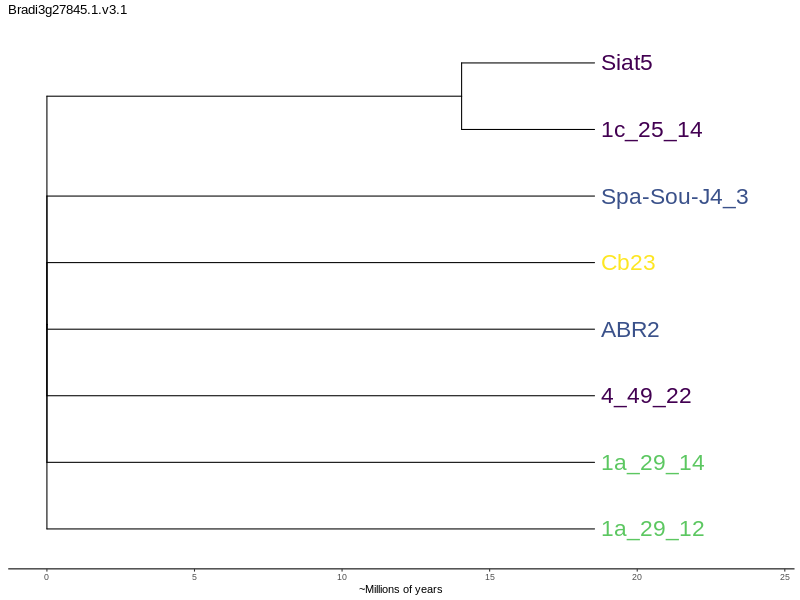 Bradi3g27845.1.v3.1
Siat5
1c_25_14
Spa-Sou-J4_3
Cb23
ABR2
4_49_22
1a_29_14
1a_29_12
0 5 10 15 20 25
~Millions of years